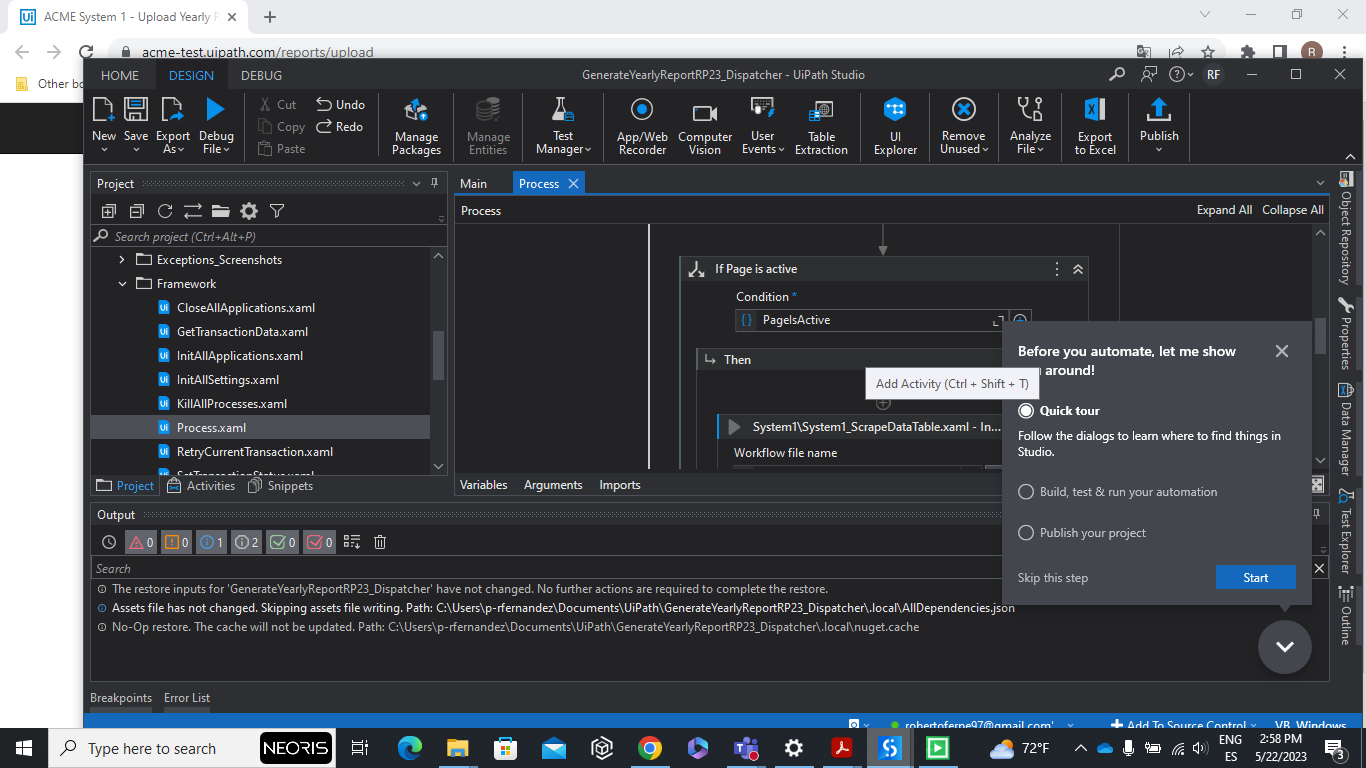 ACME System 1 - Upload Yearly F
acme-test.uipath.com/reports/upload
R
Other bo
HOME
DESIGN
DEBUG
GenerateYearlyReportRP23_Dispatcher - UiPath Studio
RF
New
Save
Export
As
Debug
File
Cut
Copy
Paste
Undo
Redo
Manage
Packages
Manage
Entities
Test
Manager
App/Web
Recorder
Computer
Vision
User
Events
Table
Extraction
UI
Explorer
Remove
Unused
Analyze
File
Export
to Excel
Publish
Project
Search project (Ctrl+Alt+P)
Exceptions_Screenshots
Framework
CloseAllApplications.xaml
GetTransactionData.xaml
InitAllApplications.xaml
InitAllSettings.xaml
KillAllProcesses.xaml
Process.xaml
RetryCurrentTransaction.xaml
SetTransactionStatus.xaml
Project
Activities
Snippets
Main
Process
Process
Expand All
Collapse All
If Page is active
Condition *
PageIsActive
Then
Add Activity (Ctrl + Shift + T)
System1\System1_ScrapeDataTable.xaml - In...
Workflow file name
Variables
Arguments
Imports
Before you automate, let me show
around!
Quick tour
Follow the dialogs to learn where to find things in
Studio.
Build, test & run your automation
Publish your project
Skip this step
Start
Object Repository
Properties
Data Manager
Test Explorer
Outline
Output
0
0
1
2
0
0
Search
The restore inputs for 'GenerateYearlyReportRP23_Dispatcher' have not changed. No further actions are required to complete the restore.
Assets file has not changed. Skipping assets file writing. Path: C:\Users\p-rfernandez\Documents\UiPath\GenerateYearlyReportRP23_Dispatcher\.local\AllDependencies.json
No-Op restore. The cache will not be updated. Path: C:\Users\p-rfernandez\Documents\UiPath\GenerateYearlyReportRP23_Dispatcher\.local\nuget.cache
Breakpoints
Error List
robertoferne97@gmail.com'
Add To Source Control
VB, Windows
Type here to search
NEORIS
72°F
ENG
ES
2:58 PM
5/22/2023
3